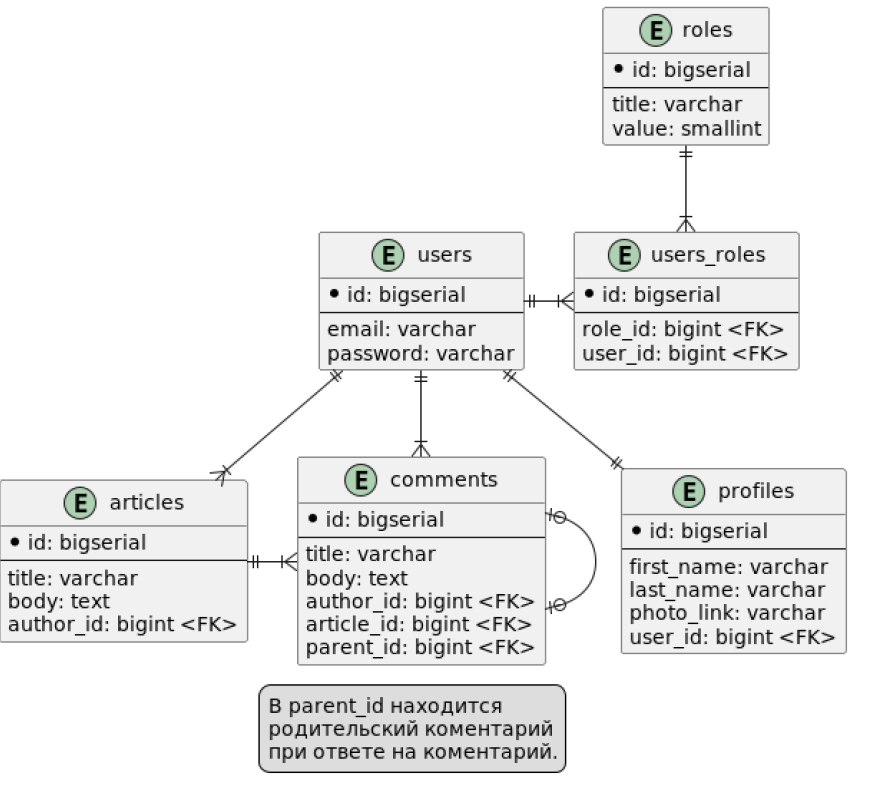 E roles
id: bigserial
title: varchar
value: smallint
E users
id: bigserial
email: varchar
password: varchar
E users_roles
id: bigserial
role_id: bigint <FK>
user_id: bigint <FK>
E articles
id: bigserial
title: varchar
body: text
author_id: bigint <FK>
E comments
id: bigserial
title: varchar
body: text
author_id: bigint <FK>
article_id: bigint <FK>
parent_id: bigint <FK>
E profiles
id: bigserial
first_name: varchar
last_name: varchar
photo_link: varchar
user_id: bigint <FK>
В parent_id находится
родительский коментарий
при ответе на коментарий.